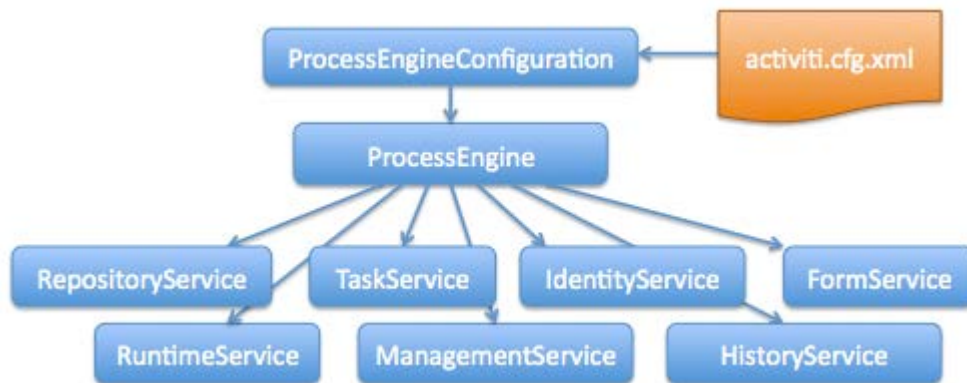 ProcessEngineConfiguration
activiti.cfg.xml
ProcessEngine
RepositoryService
TaskService
IdentityService
FormService
RuntimeService
ManagementService
HistoryService